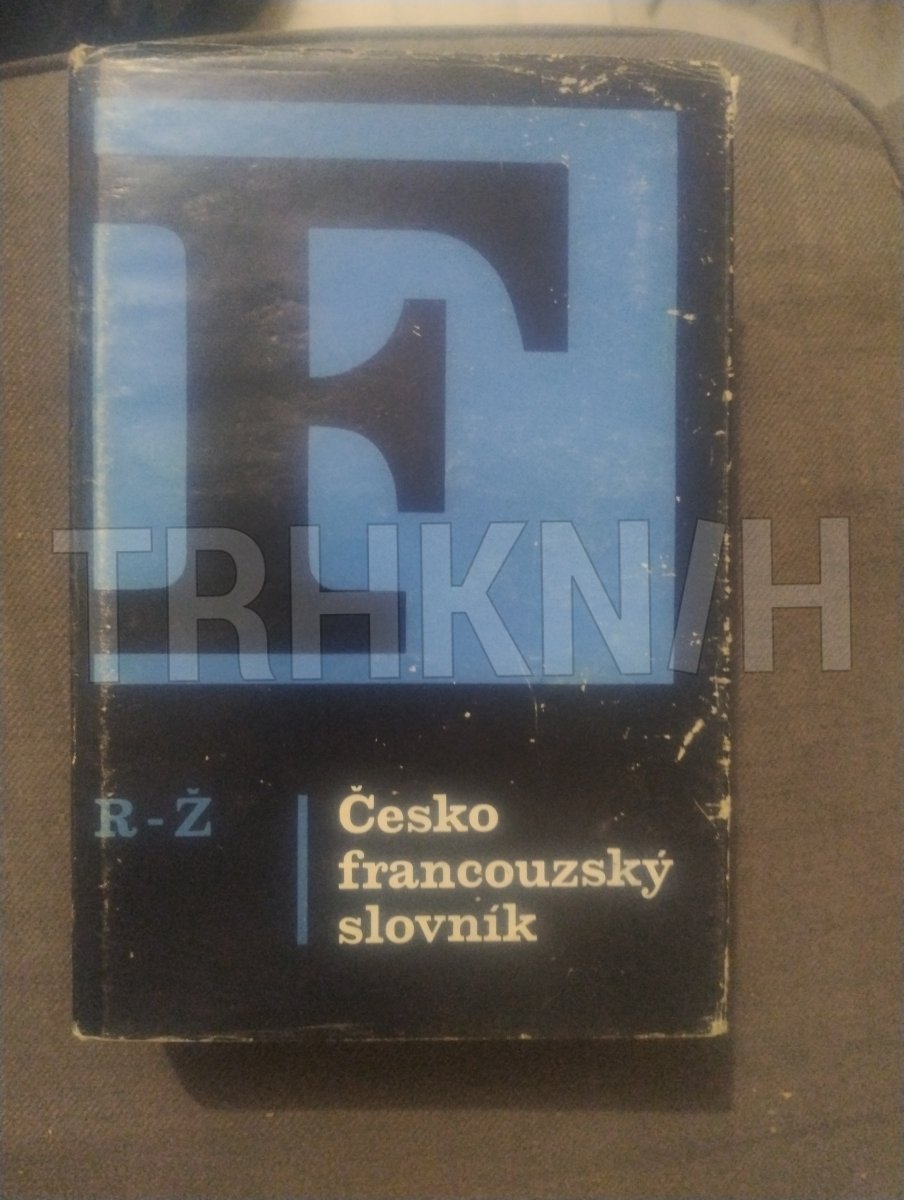 F
TRHKNIH
R-Ž
Česko
francouzský
slovník